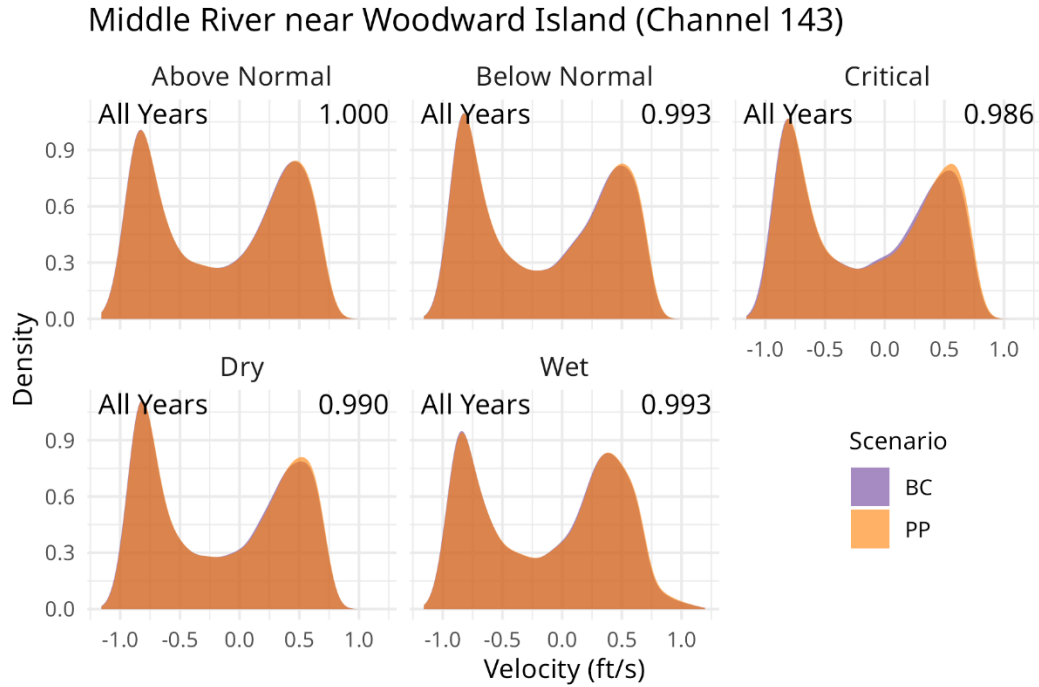 Middle River near Woodward Island (Channel 143)
Above Normal
Below Normal
Critical
All Years 1.000
All Years 0.993
All Years 0.986
0.9
0.6
0.3
0.0
-1.0 -0.5 0.0 0.5 1.0
Density
Dry
Wet
All Years 0.990
All Years 0.993
0.9
0.6
0.3
0.0
-1.0 -0.5 0.0 0.5 1.0
-1.0 -0.5 0.0 0.5 1.0
Velocity (ft/s)
Scenario
BC
PP